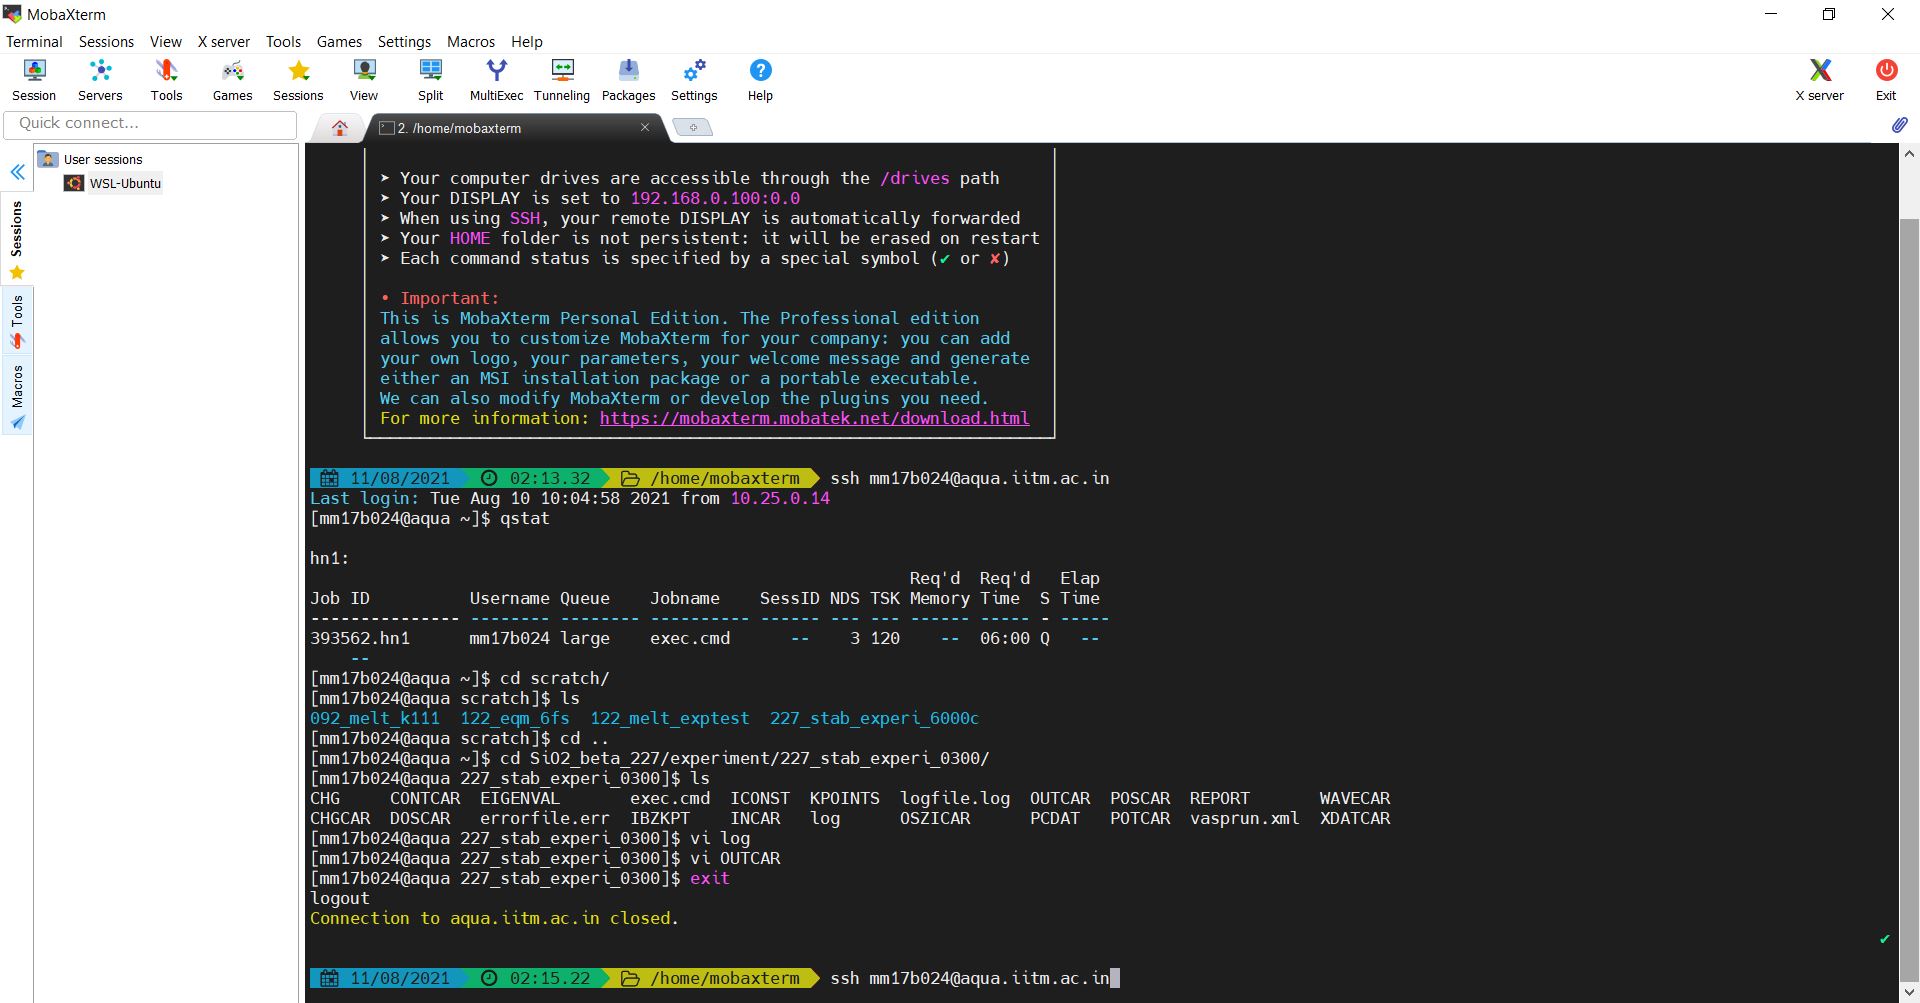 MobaXterm
Terminal Sessions View X server Tools Games Settings Macros Help
Session Servers Tools Games Sessions View Split MultiExec Tunneling Packages Settings Help X server Exit
Quick connect...
2. /home/mobaxterm
User sessions
WSL-Ubuntu
Sessions
Tools
Macros
➤ Your computer drives are accessible through the /drives path
➤ Your DISPLAY is set to 192.168.0.100:0.0
➤ When using SSH, your remote DISPLAY is automatically forwarded
➤ Your HOME folder is not persistent: it will be erased on restart
➤ Each command status is specified by a special symbol (✔ or ✘)
• Important:
This is MobaXterm Personal Edition. The Professional edition
allows you to customize MobaXterm for your company: you can add
your own logo, your parameters, your welcome message and generate
either an MSI installation package or a portable executable.
We can also modify MobaXterm or develop the plugins you need.
For more information: https://mobaxterm.mobatek.net/download.html
11/08/2021 02:13.32 /home/mobaxterm ssh mm17b024@aqua.iitm.ac.in
Last login: Tue Aug 10 10:04:58 2021 from 10.25.0.14
[mm17b024@aqua ~]$ qstat
hn1:
Req'd Req'd Elap
Job ID Username Queue Jobname SessID NDS TSK Memory Time S Time
--------------- -------- -------- ---------- ------ --- --- ------ ----- - -----
393562.hn1 mm17b024 large exec.cmd -- 3 120 -- 06:00 Q --
--
[mm17b024@aqua ~]$ cd scratch/
[mm17b024@aqua scratch]$ ls
092_melt_k111 122_eqm_6fs 122_melt_exptest 227_stab_experi_6000c
[mm17b024@aqua scratch]$ cd ..
[mm17b024@aqua ~]$ cd SiO2_beta_227/experiment/227_stab_experi_0300/
[mm17b024@aqua 227_stab_experi_0300]$ ls
CHG CONTCAR EIGENVAL exec.cmd ICONST KPOINTS logfile.log OUTCAR POSCAR REPORT WAVECAR
CHGCAR DOSCAR errorfile.err IBZKPT INCAR log OSZICAR PCDAT POTCAR vasprun.xml XDATCAR
[mm17b024@aqua 227_stab_experi_0300]$ vi log
[mm17b024@aqua 227_stab_experi_0300]$ vi OUTCAR
[mm17b024@aqua 227_stab_experi_0300]$ exit
logout
Connection to aqua.iitm.ac.in closed.
✔
11/08/2021 02:15.22 /home/mobaxterm ssh mm17b024@aqua.iitm.ac.in